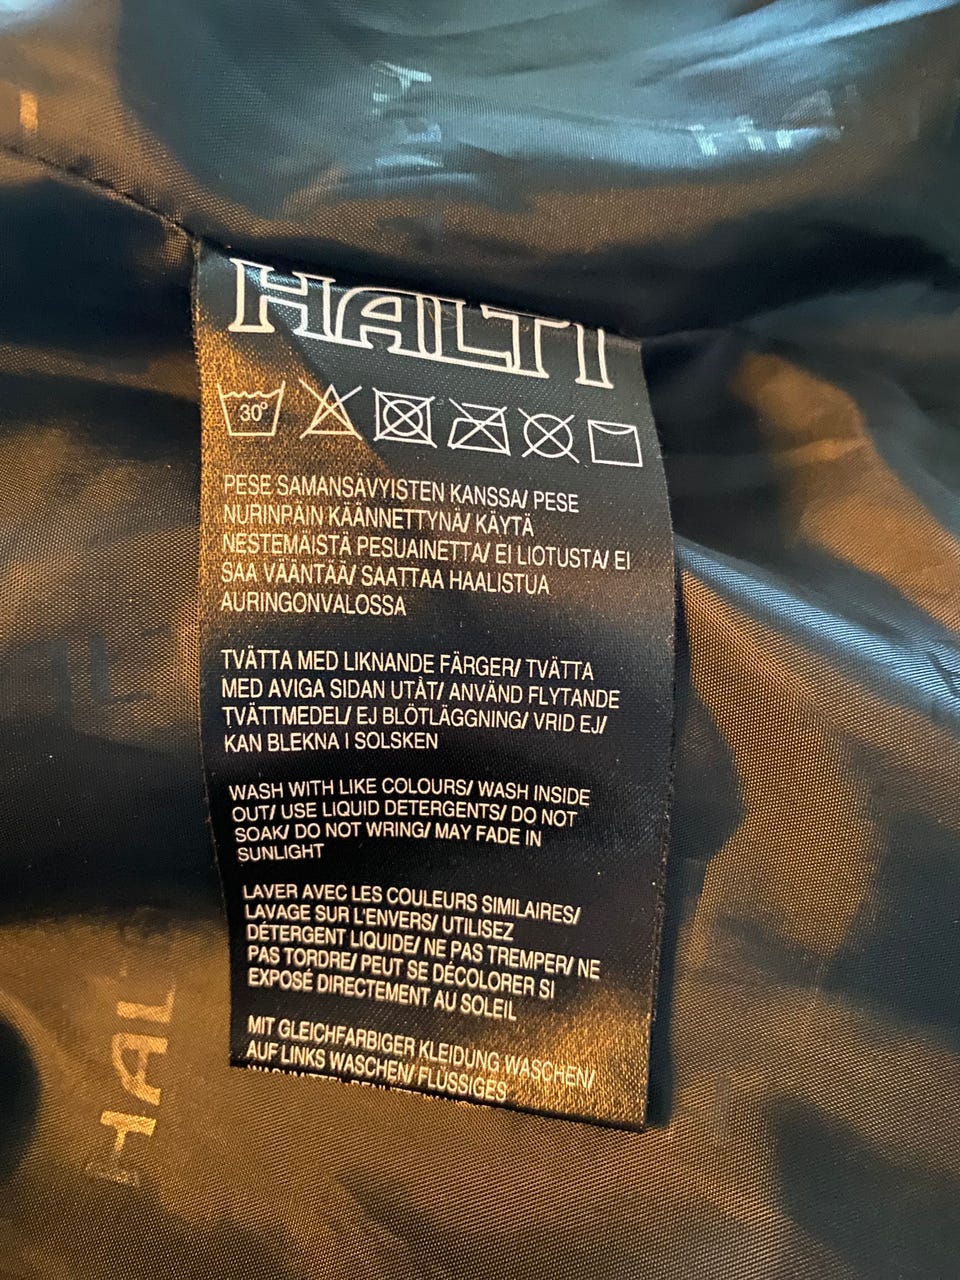 HALTI
30°
PESE SAMANSÄVYISTEN KANSSA/ PESE
NURINPÄIN KÄÄNNETTYNÄ/ KÄYTÄ
NESTEMÄISTÄ PESUAINETTA/ EI LIOTUSTA/ EI
SAA VÄÄNTÄÄ/ SAATTAA HAALISTUA
AURINGONVALOSSA
TVÄTTA MED LIKNANDE FÄRGER/ TVÄTTA
MED AVIGA SIDAN UTÅT/ ANVÄND FLYTANDE
TVÄTTMEDEL/ EJ BLÖTLÄGGNING/ VRID EJ/
KAN BLEKNA I SOLSKEN
WASH WITH LIKE COLOURS/ WASH INSIDE
OUT/ USE LIQUID DETERGENTS/ DO NOT
SOAK/ DO NOT WRING/ MAY FADE IN
SUNLIGHT
LAVER AVEC LES COULEURS SIMILAIRES/
LAVAGE SUR L'ENVERS/ UTILISEZ
DÉTERGENT LIQUIDE/ NE PAS TREMPER/ NE
PAS TORDRE/ PEUT SE DÉCOLORER SI
EXPOSÉ DIRECTEMENT AU SOLEIL
MIT GLEICHFARBIGER KLEIDUNG WASCHEN/
AUF LINKS WASCHEN/ FLÜSSIGES
HAL